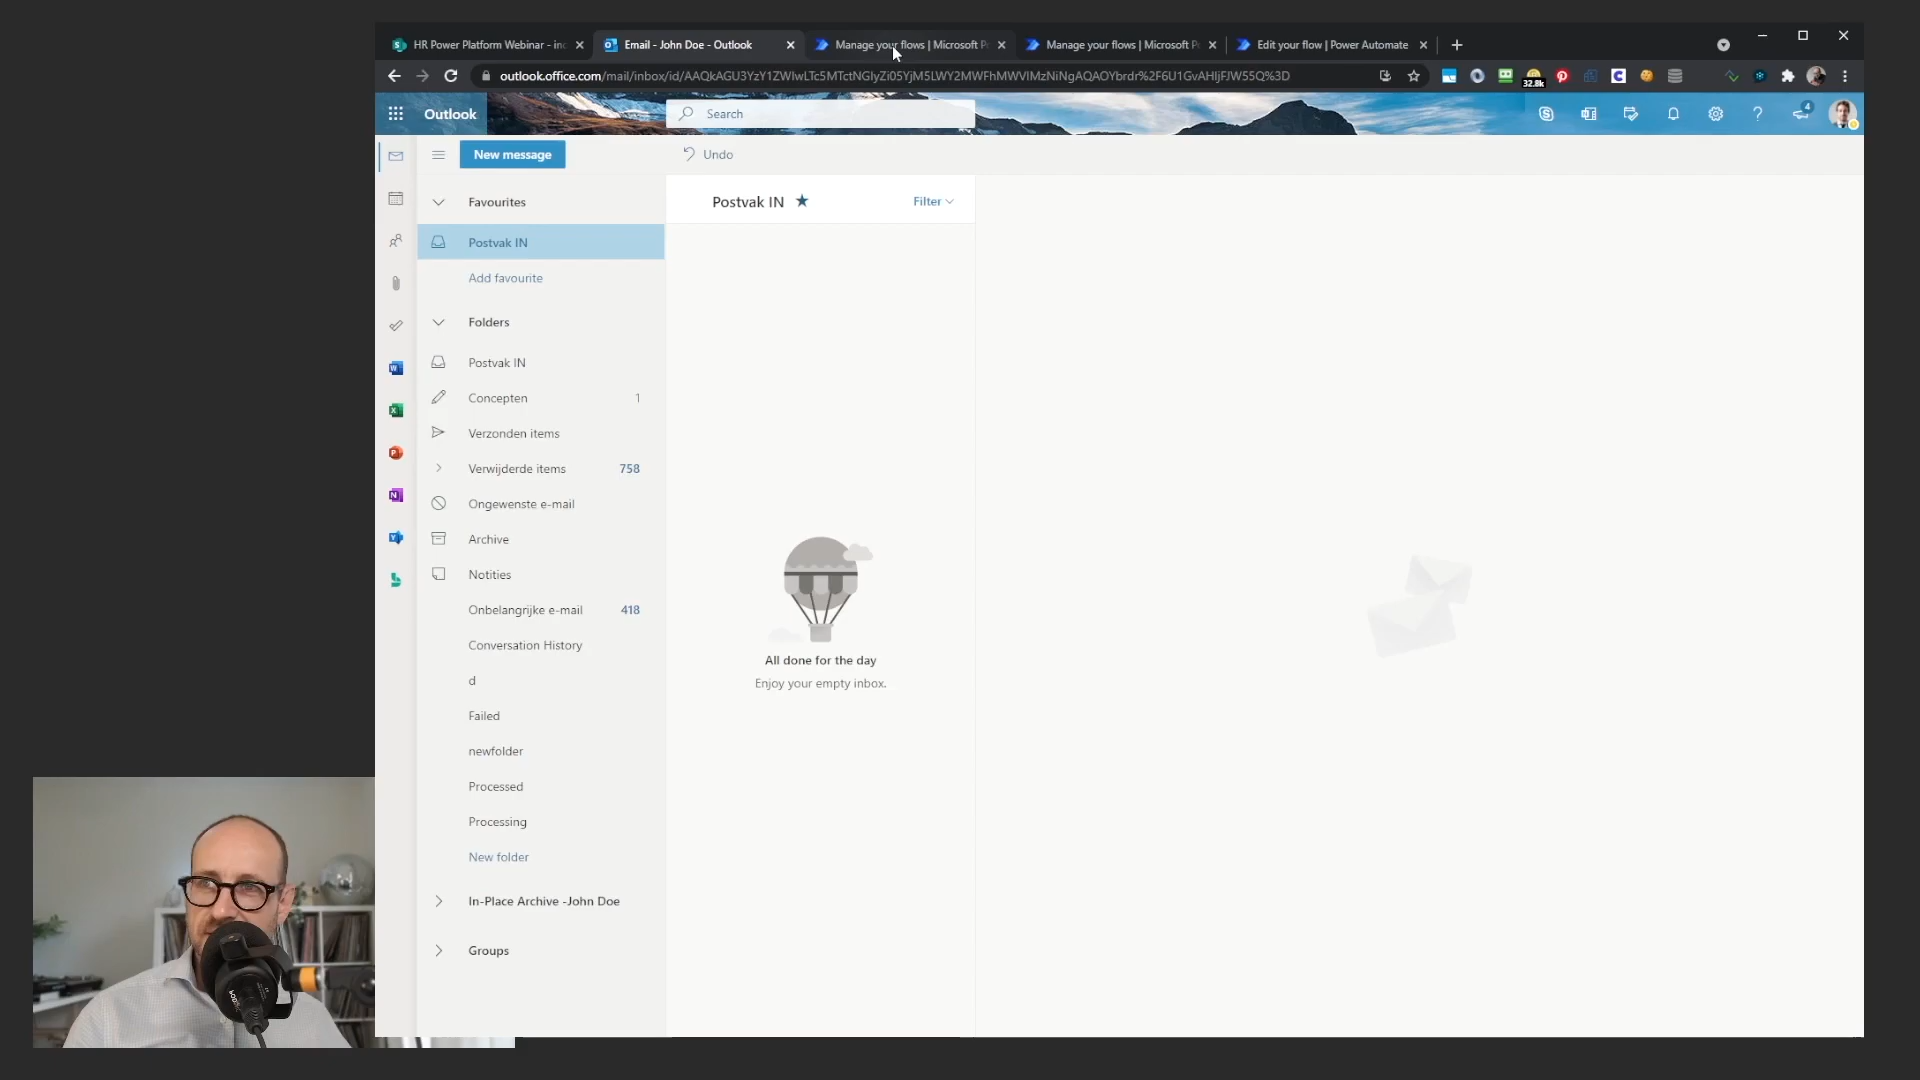 HR Power Platform Webinar - in
Email - John Doe - Outlook
Manage your flows | Microsoft P
Manage your flows | Microsoft P
Edit your flow | Power Automate
outlook.office.com/mail/inbox/id/
32.8k
Outlook
Search
4
New message
Undo
Favourites
Postvak IN
Filter
Postvak IN
Add favourite
Folders
Postvak IN
Concepten 1
Verzonden items
Verwijderde items 758
Ongewenste e-mail
Archive
Notities
Onbelangrijke e-mail 418
Conversation History
d
Failed
newfolder
Processed
Processing
New folder
In-Place Archive -John Doe
Groups
All done for the day
Enjoy your empty inbox.